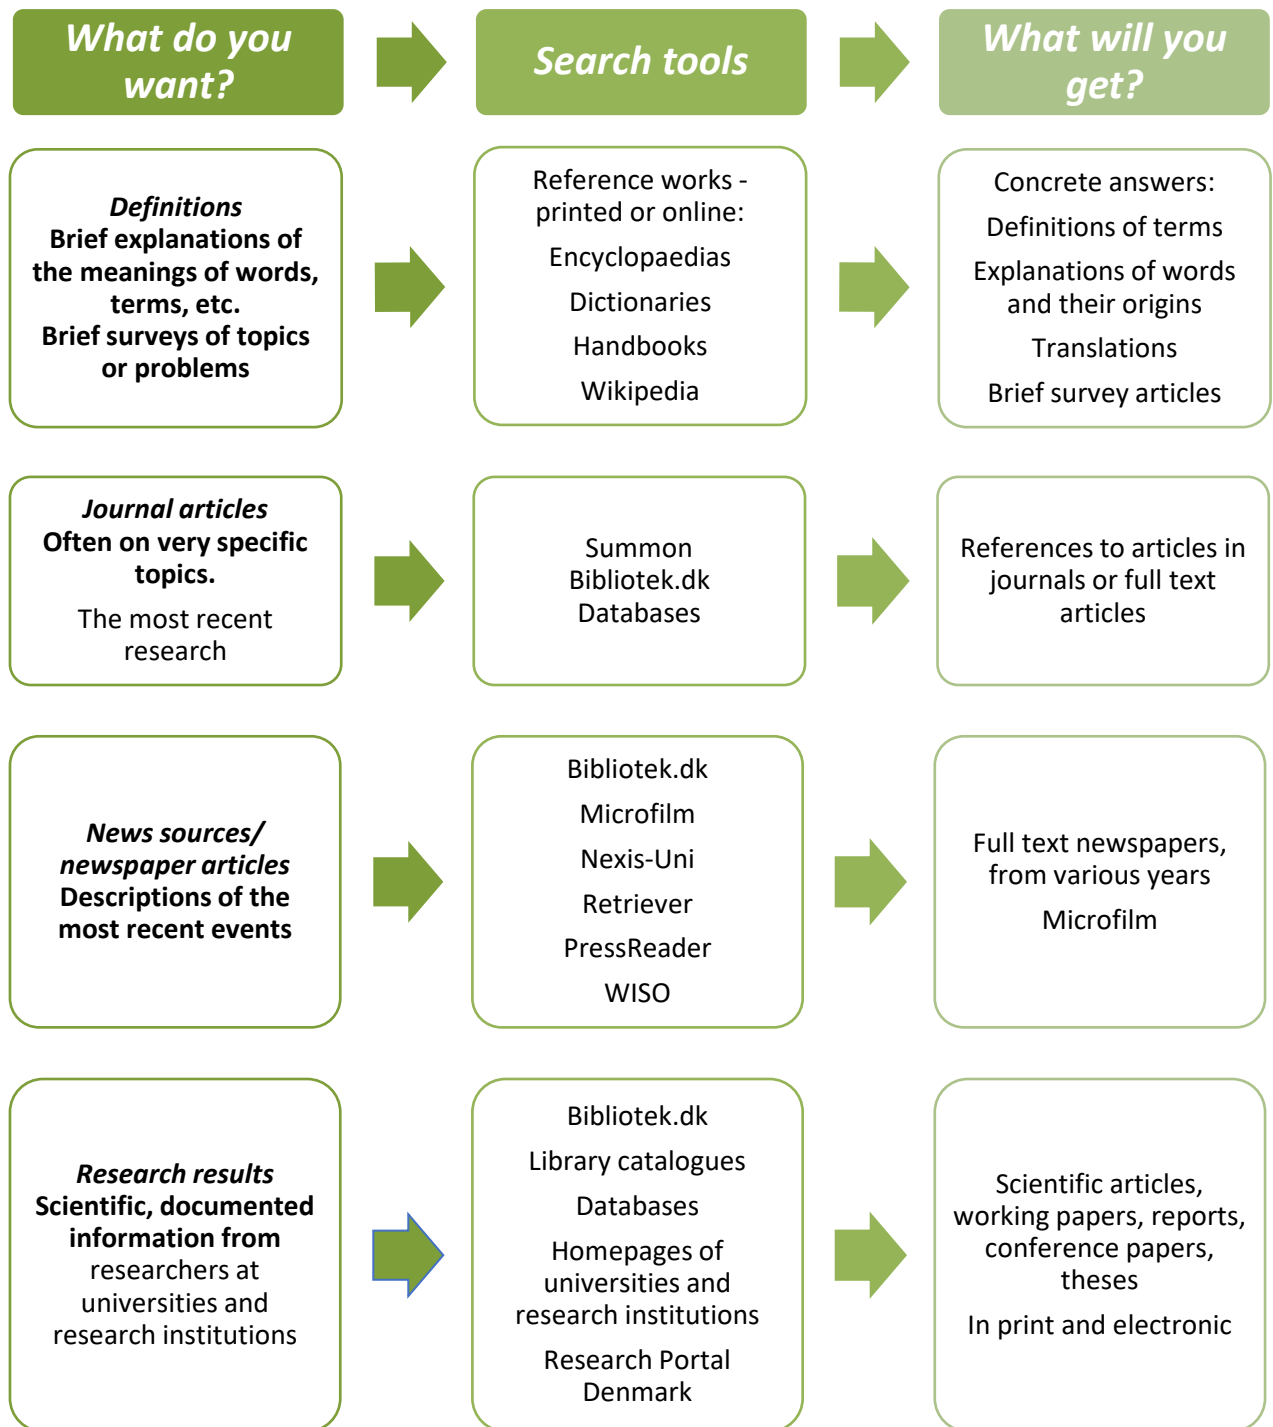 What do you
want?
Search tools
What will you
get?
Definitions
Brief explanations of
the meanings of words,
terms, etc.
Brief surveys of topics
or problems
Reference works -
printed or online:
Encyclopaedias
Dictionaries
Handbooks
Wikipedia
Concrete answers:
Definitions of terms
Explanations of words
and their origins
Translations
Brief survey articles
Journal articles
Often on very specific
topics.
The most recent
research
Summon
Bibliotek.dk
Databases
References to articles in
journals or full text
articles
News sources/
newspaper articles
Descriptions of the
most recent events
Bibliotek.dk
Microfilm
Nexis-Uni
Retriever
PressReader
WISO
Full text newspapers,
from various years
Microfilm
Research results
Scientific, documented
information from
researchers at
universities and
research institutions
Bibliotek.dk
Library catalogues
Databases
Homepages of
universities and
research institutions
Research Portal
Denmark
Scientific articles,
working papers, reports,
conference papers,
theses
In print and electronic